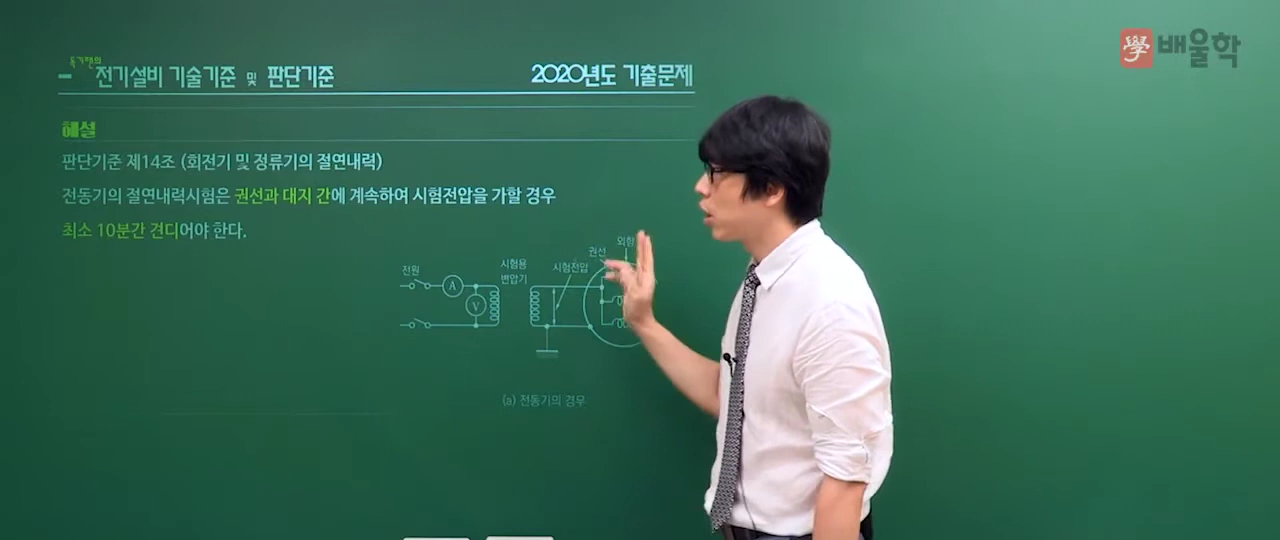 學 배울학
독기팬의
전기설비 기술기준 및 판단기준
2020년도 기출문제
해설
판단기준 제14조 (회전기 및 정류기의 절연내력)
전동기의 절연내력시험은 권선과 대지 간에 계속하여 시험전압을 가할 경우
최소 10분간 견디어야 한다.
전원
A
V
시험용
변압기
시험전압
권선
외함
(a) 전동기의 경우